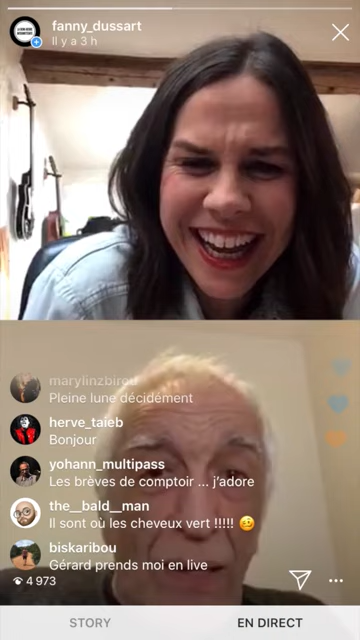 fanny_dussart
Il y a 3 h
marylinzbireu
Pleine lune décidément
herve_taieb
Bonjour
yohann_multipass
Les brèves de comptoir ... j'adore
the__bald__man
Il sont où les cheveux vert !!!!! 🥴
biskaribou
Gérard prends moi en live
4 973
STORY
EN DIRECT